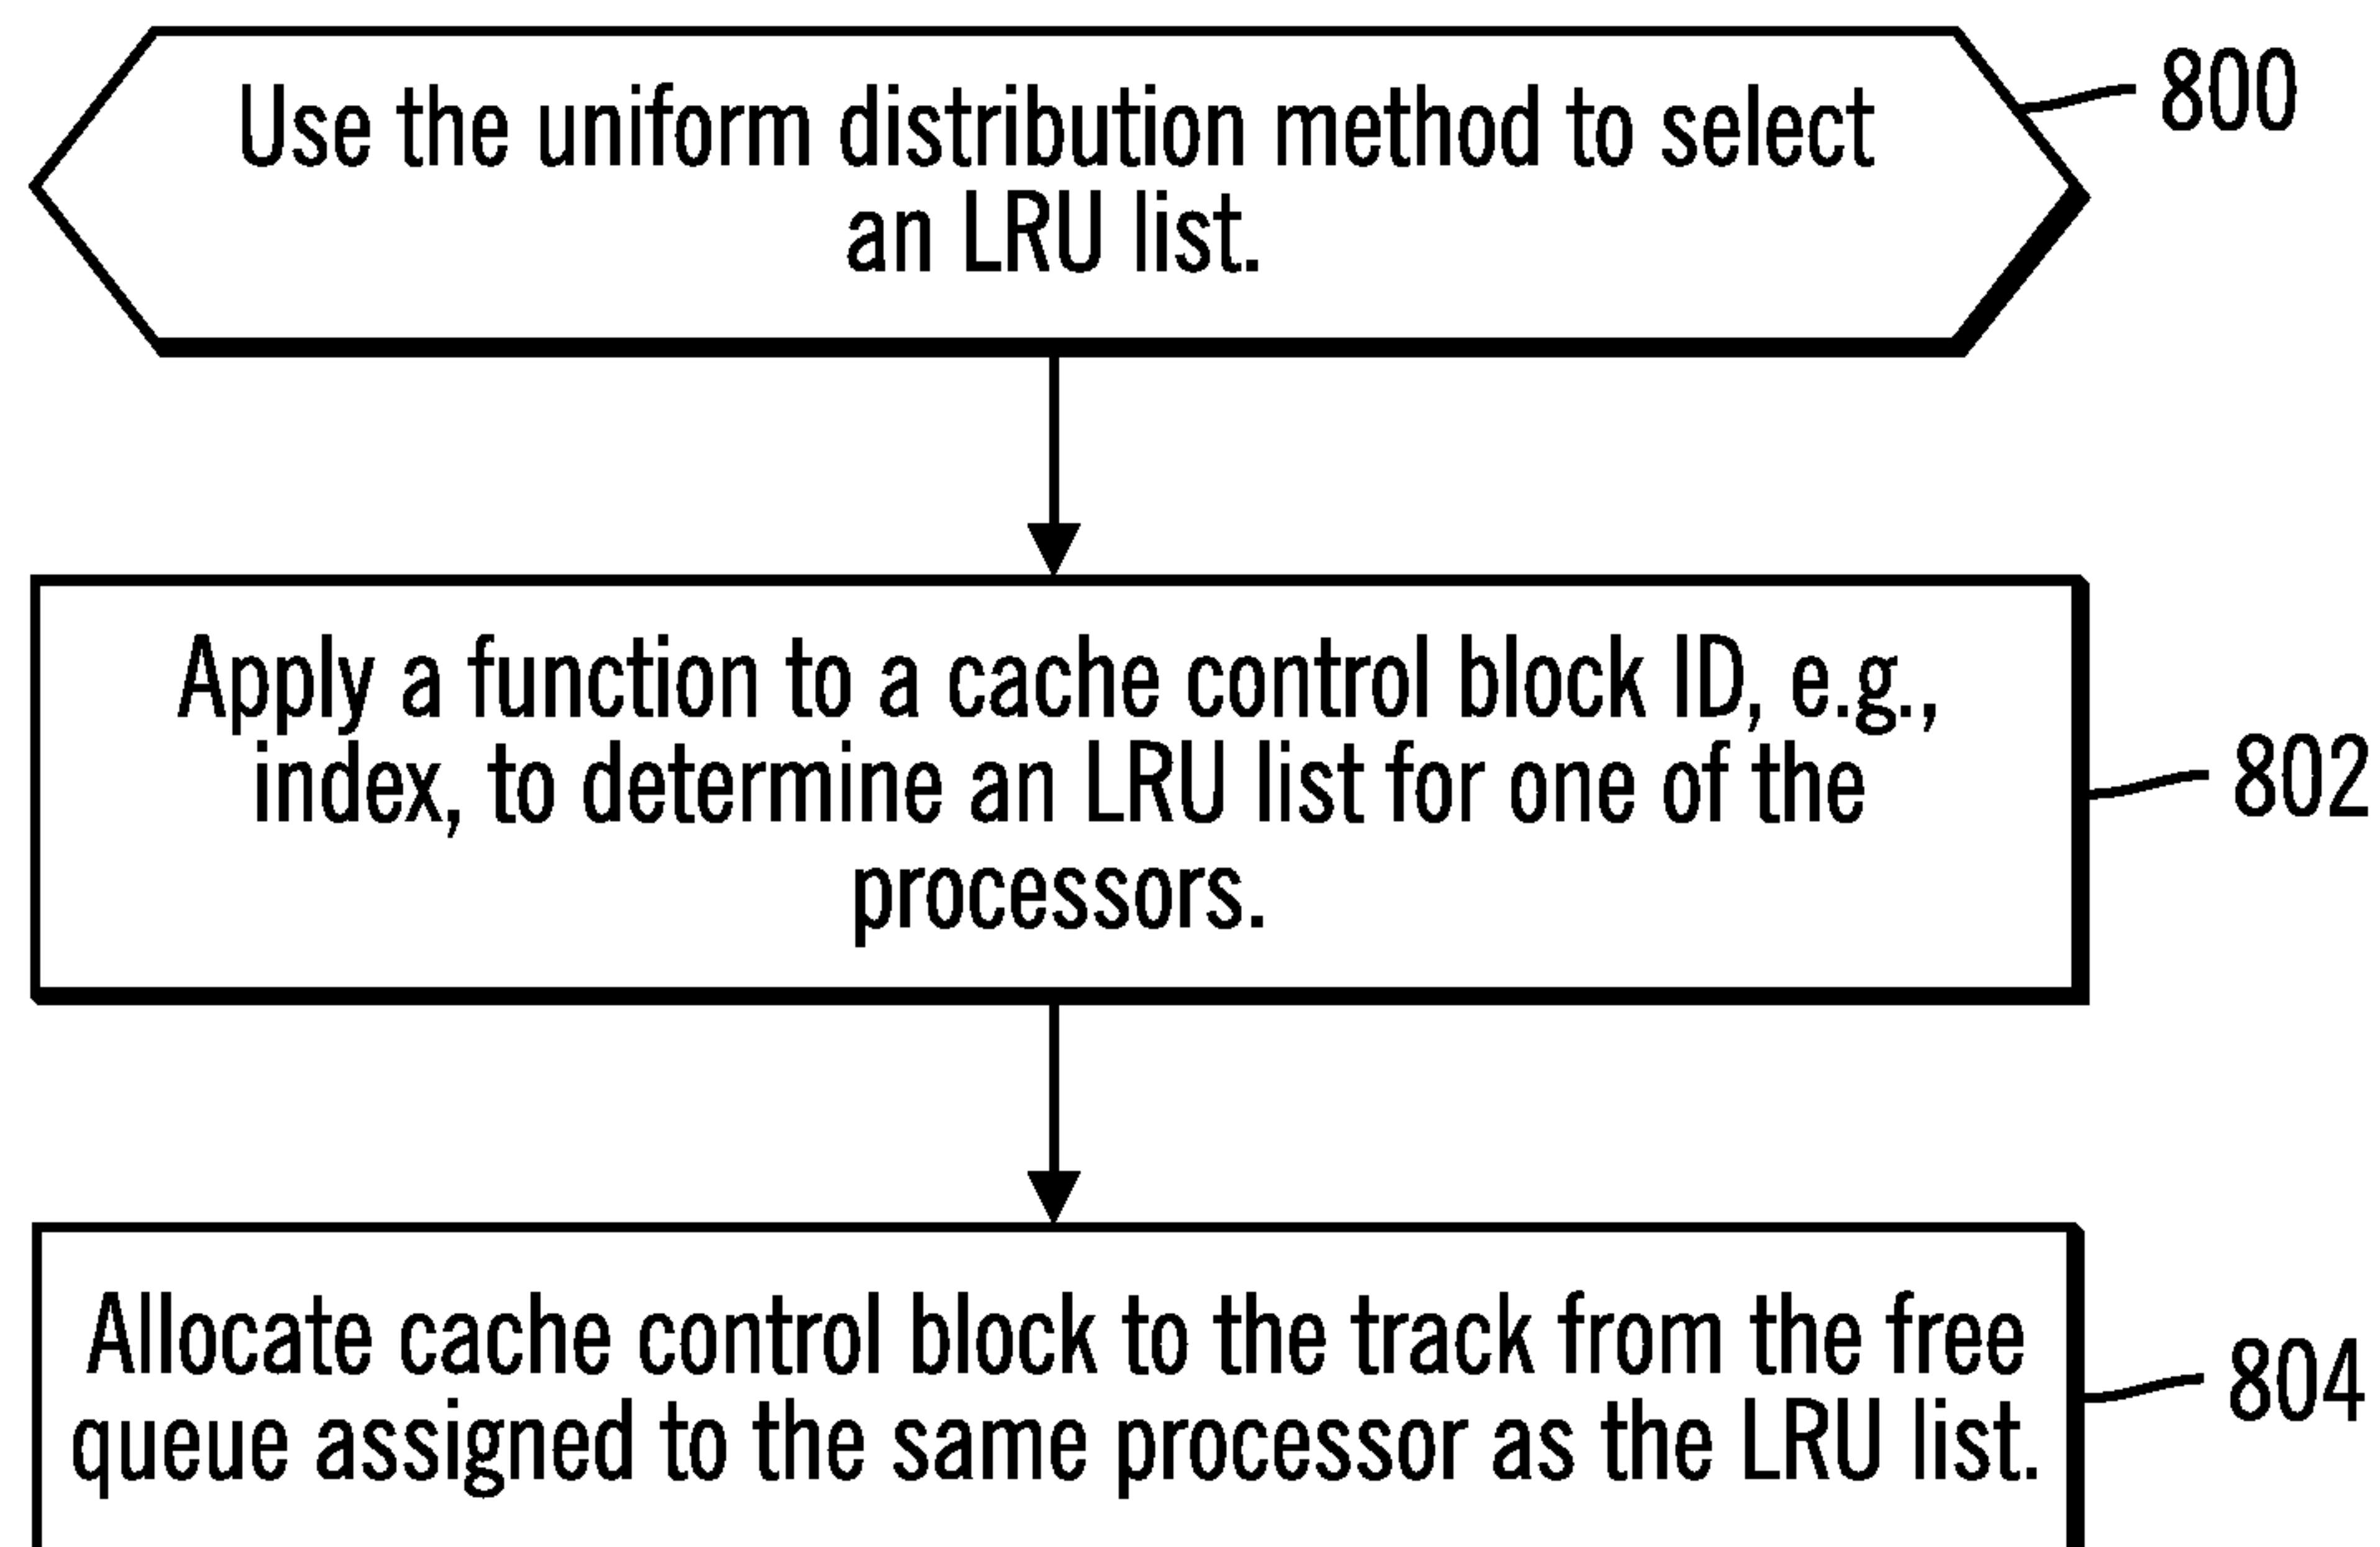 Use the uniform distribution method to select
an LRU list.
800
Apply a function to a cache control block ID, e.g.,
index, to determine an LRU list for one of the
processors.
802
Allocate cache control block to the track from the free
queue assigned to the same processor as the LRU list.
804